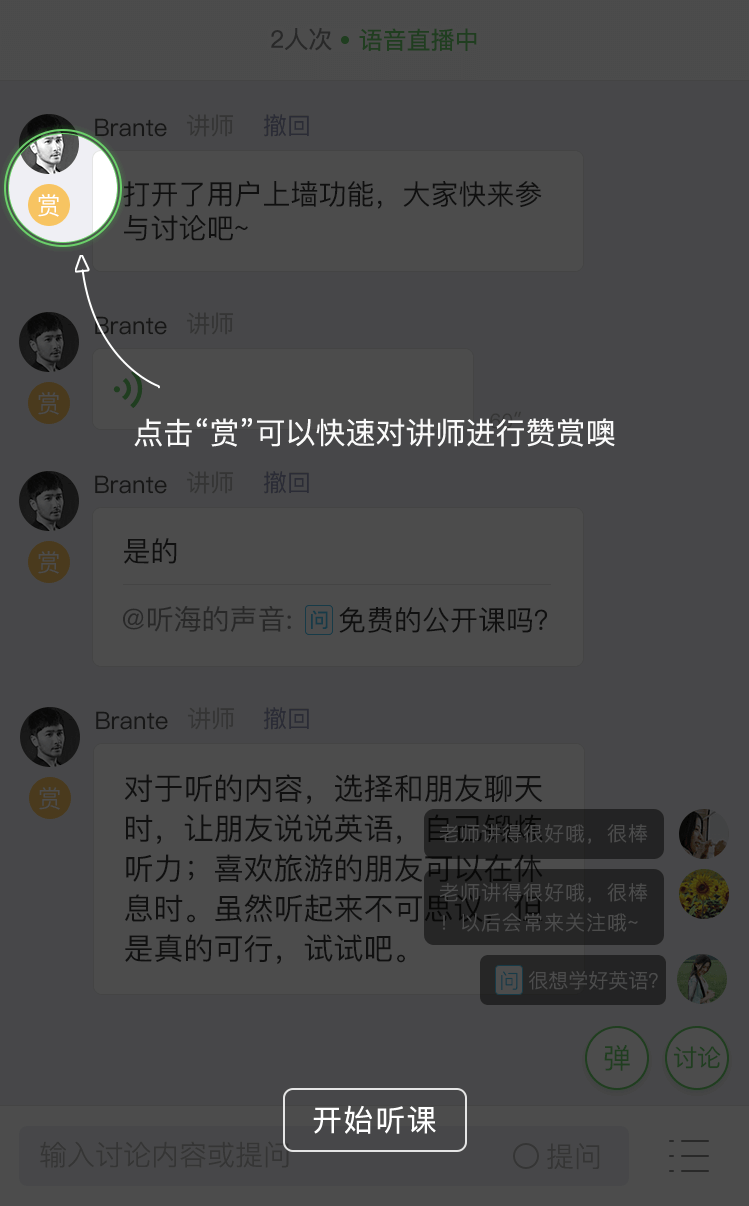 2人次 • 语音直播中
Brante 讲师 撤回
赏
打开了用户上墙功能，大家快来参
与讨论吧~
Brante 讲师
赏
60"
点击“赏”可以快速对讲师进行赞赏噢
Brante 讲师 撤回
赏
是的
@听海的声音: 问 免费的公开课吗?
Brante 讲师 撤回
赏
对于听的内容，选择和朋友聊天
时，让朋友说说英语，自己锻炼
听力；喜欢旅游的朋友可以在休
息时。虽然听起来不可思议，但
是真的可行，试试吧。
老师讲得很好哦，很棒
老师讲得很好哦，很棒
！以后会常来关注哦~
问 很想学好英语?
弹
讨论
开始听课
输入讨论内容或提问
提问